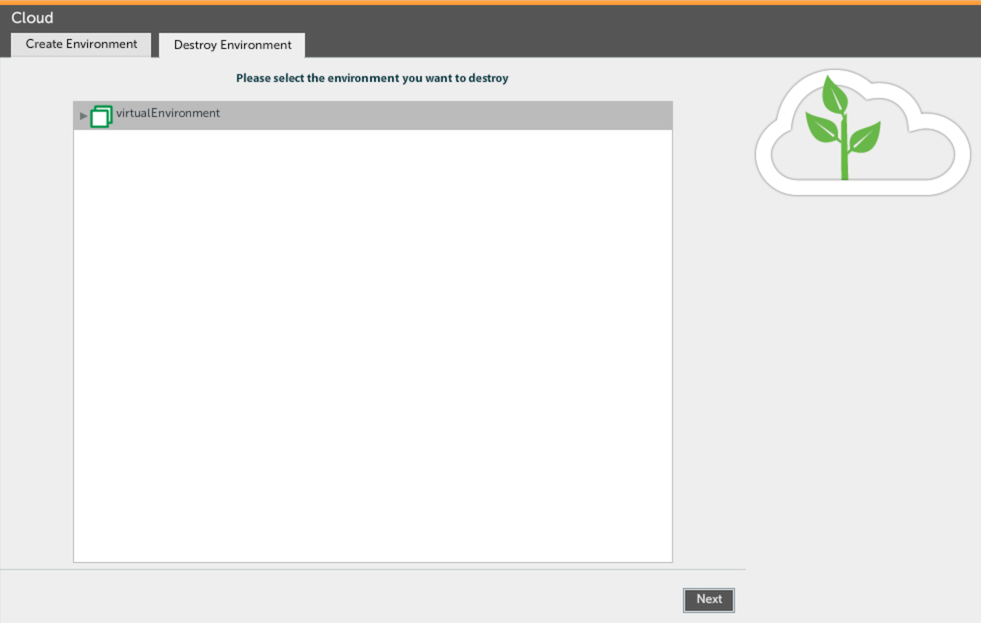 Cloud
Create Environment
Destroy Environment
Please select the environment you want to destroy
virtualEnvironment
Next